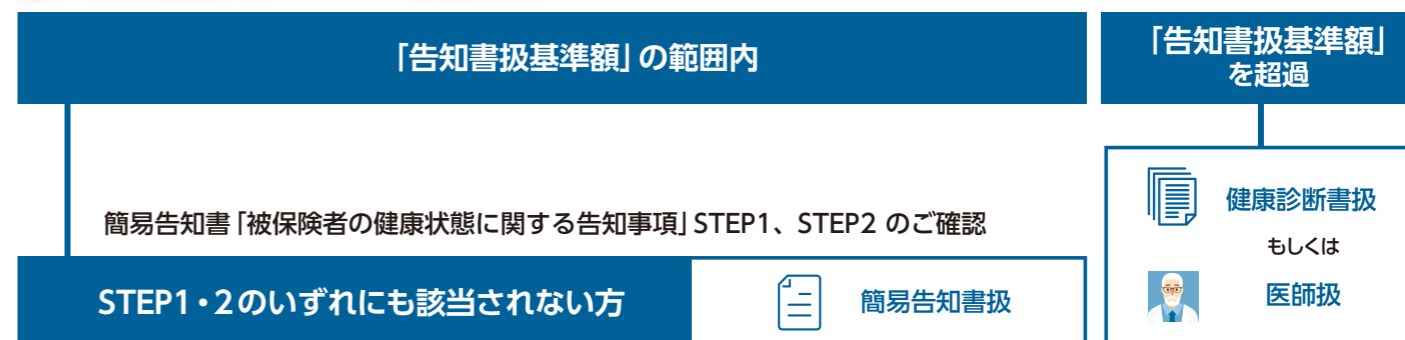 「告知書扱基準額」の範囲内
「告知書扱基準額」
を超過
簡易告知書「被保険者の健康状態に関する告知事項」STEP1、STEP2 のご確認
健康診断書扱
もしくは
医師扱
STEP1・2のいずれにも該当されない方
簡易告知書扱